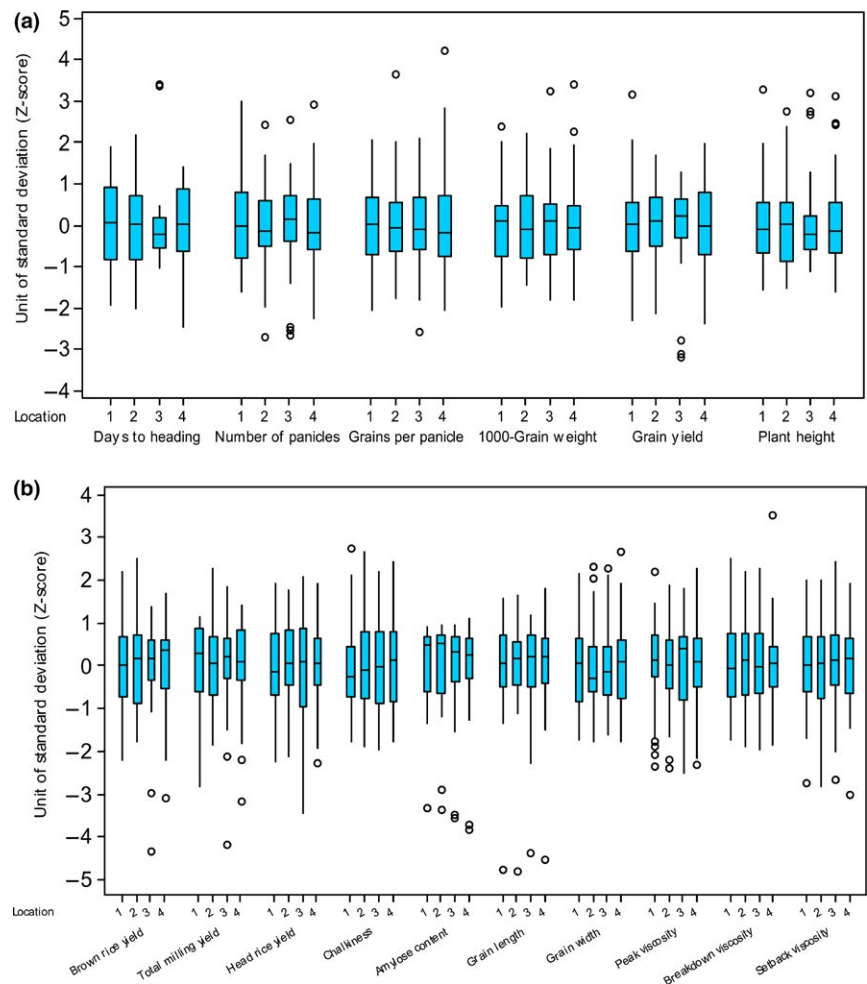 (a)
Unit of standard deviation (Z-score)
5
4
3
2
1
0
−1
−2
−3
−4
Location 1 2 3 4 1 2 3 4 1 2 3 4 1 2 3 4 1 2 3 4 1 2 3 4
Days to heading Number of panicles Grains per panicle 1000-Grain weight Grain yield Plant height
(b)
Unit of standard deviation (Z-score)
4
3
2
1
0
−1
−2
−3
−4
−5
Location 1 2 3 4 1 2 3 4 1 2 3 4 1 2 3 4 1 2 3 4 1 2 3 4 1 2 3 4 1 2 3 4 1 2 3 4 1 2 3 4
Brown rice yield Total milling yield Head rice yield Chalkiness Amylose content Grain length Grain width Peak viscosity Breakdown viscosity Setback viscosity